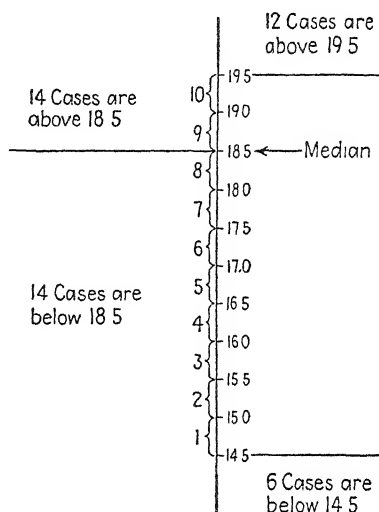 12 Cases are
above 19 5
14 Cases are
above 18 5
10
9
8
7
6
5
4
3
2
1
19 5
19 0
18 5
18 0
17 5
17.0
16 5
16 0
15 5
15 0
14 5
Median
14 Cases are
below 18 5
6 Cases are
below 14 5